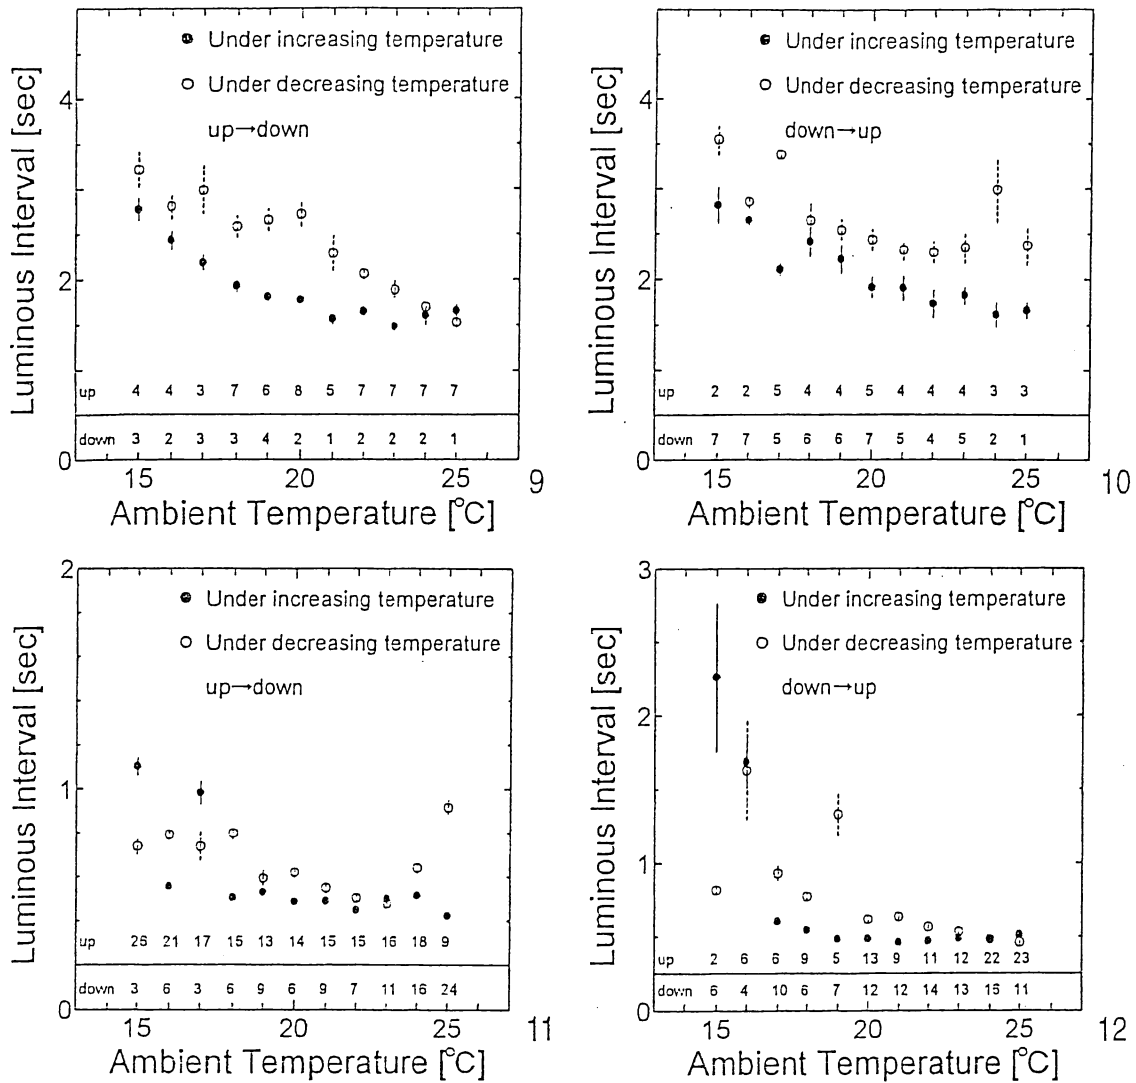 ● Under increasing temperature
○ Under decreasing temperature
up→down
Luminous Interval [sec]
4
2
0
up 4 4 3 7 6 8 5 7 7 7 7
down 3 2 3 3 4 2 1 2 2 2 1
15 20 25
Ambient Temperature [°C]
9
● Under increasing temperature
○ Under decreasing temperature
down→up
Luminous Interval [sec]
4
2
0
up 2 2 5 4 4 5 4 4 4 3 3
down 7 7 5 6 6 7 5 4 5 2 1
15 20 25
Ambient Temperature [°C]
10
● Under increasing temperature
○ Under decreasing temperature
up→down
Luminous Interval [sec]
2
1
0
up 26 21 17 15 13 14 15 15 16 18 9
down 3 6 3 6 9 6 9 7 11 16 24
15 20 25
Ambient Temperature [°C]
11
● Under increasing temperature
○ Under decreasing temperature
down→up
Luminous Interval [sec]
3
2
1
0
up 2 6 6 9 5 13 9 11 12 22 23
down 6 4 10 6 7 12 12 14 13 15 11
15 20 25
Ambient Temperature [°C]
12